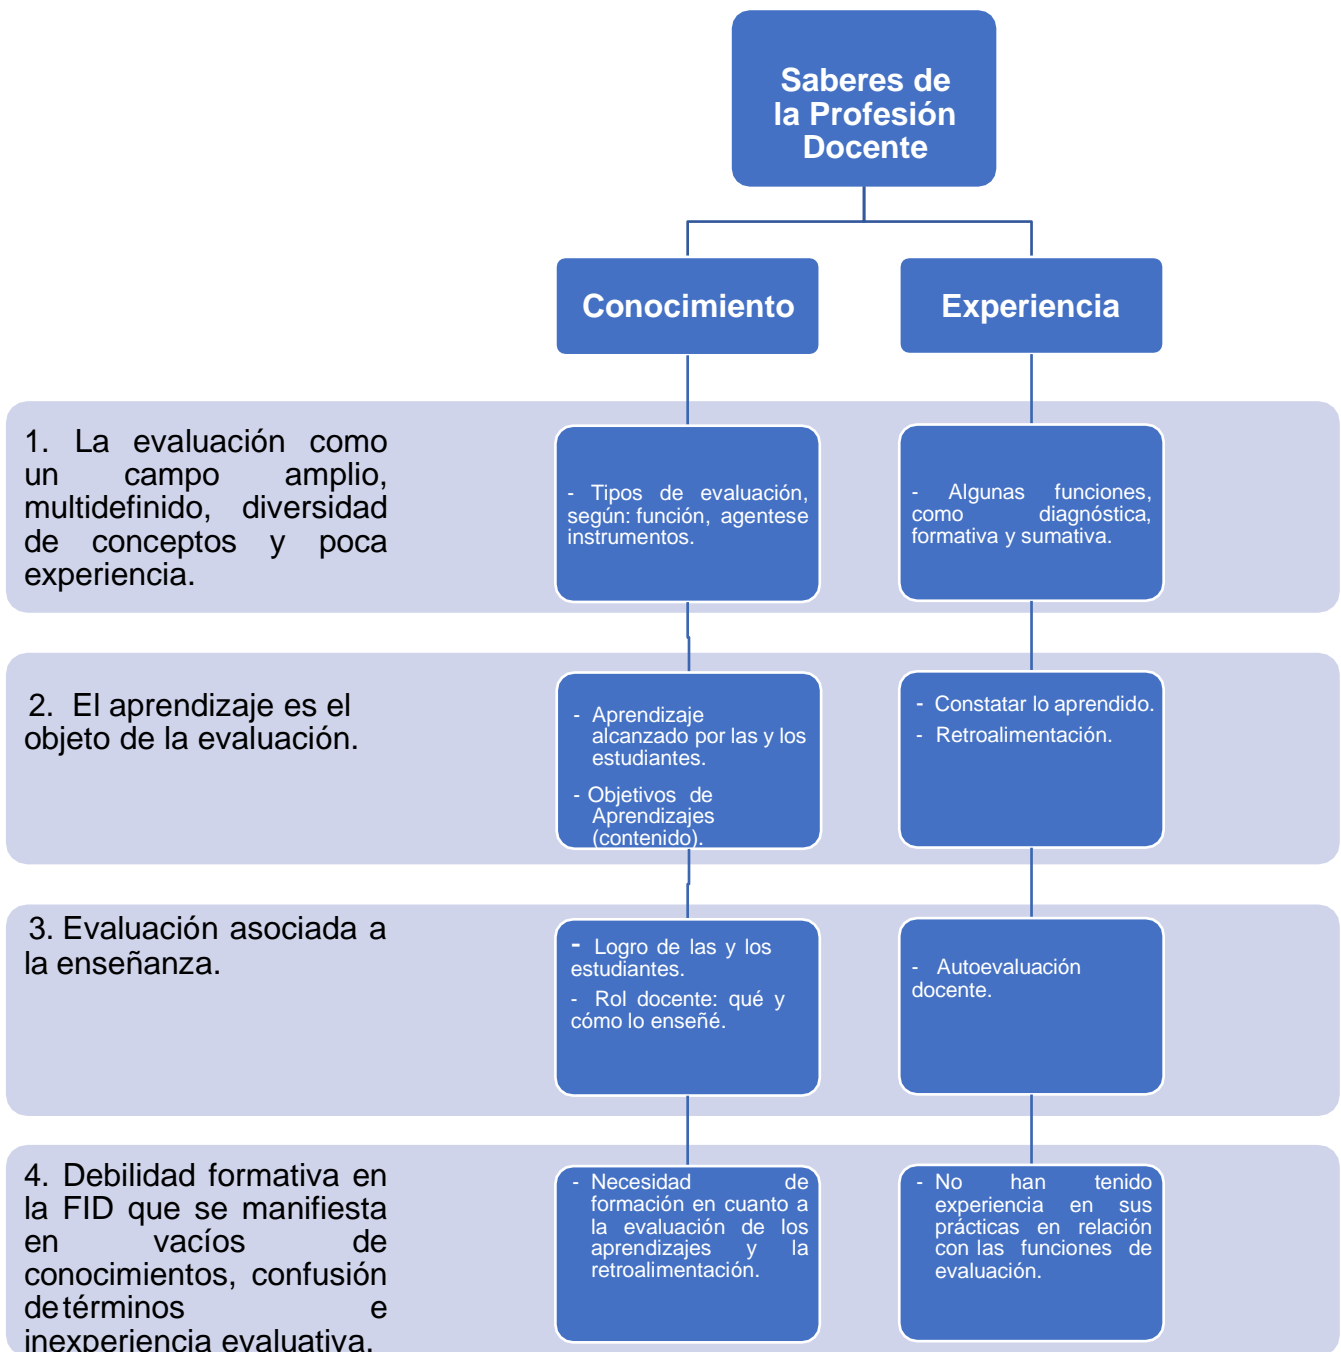 Saberes de
la Profesión
Docente
Conocimiento
Experiencia
1. La evaluación como
un campo amplio,
multidefinido, diversidad
de conceptos y poca
experiencia.
- Tipos de evaluación,
según: función, agentese
instrumentos.
- Algunas funciones,
como diagnóstica,
formativa y sumativa.
2. El aprendizaje es el
objeto de la evaluación.
- Aprendizaje
alcanzado por las y los
estudiantes.
- Objetivos de
Aprendizajes
(contenido).
- Constatar lo aprendido.
- Retroalimentación.
3. Evaluación asociada a
la enseñanza.
- Logro de las y los
estudiantes.
- Rol docente: qué y
cómo lo enseñé.
- Autoevaluación
docente.
4. Debilidad formativa en
la FID que se manifiesta
en vacíos de
conocimientos, confusión
detérminos e
inexperiencia evaluativa.
- Necesidad de
formación en cuanto a
la evaluación de los
aprendizajes y la
retroalimentación.
- No han tenido
experiencia en sus
prácticas en relación
con las funciones de
evaluación.